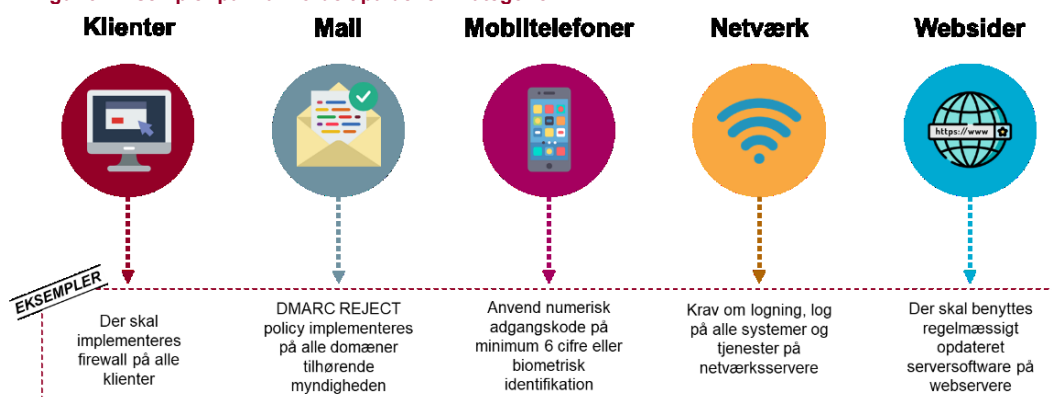 Klienter
Mail
Mobiltelefoner
Netværk
Websider
https://www
EKSEMPLER
Der skal
implementeres
firewall på alle
klienter
DMARC REJECT
policy implementeres
på alle domæner
tilhørende
myndigheden
Anvend numerisk
adgangskode på
minimum 6 cifre eller
biometrisk
identifikation
Krav om logning, log
på alle systemer og
tjenester på
netværksservere
Der skal benyttes
regelmæssigt
opdateret
serversoftware på
webservere